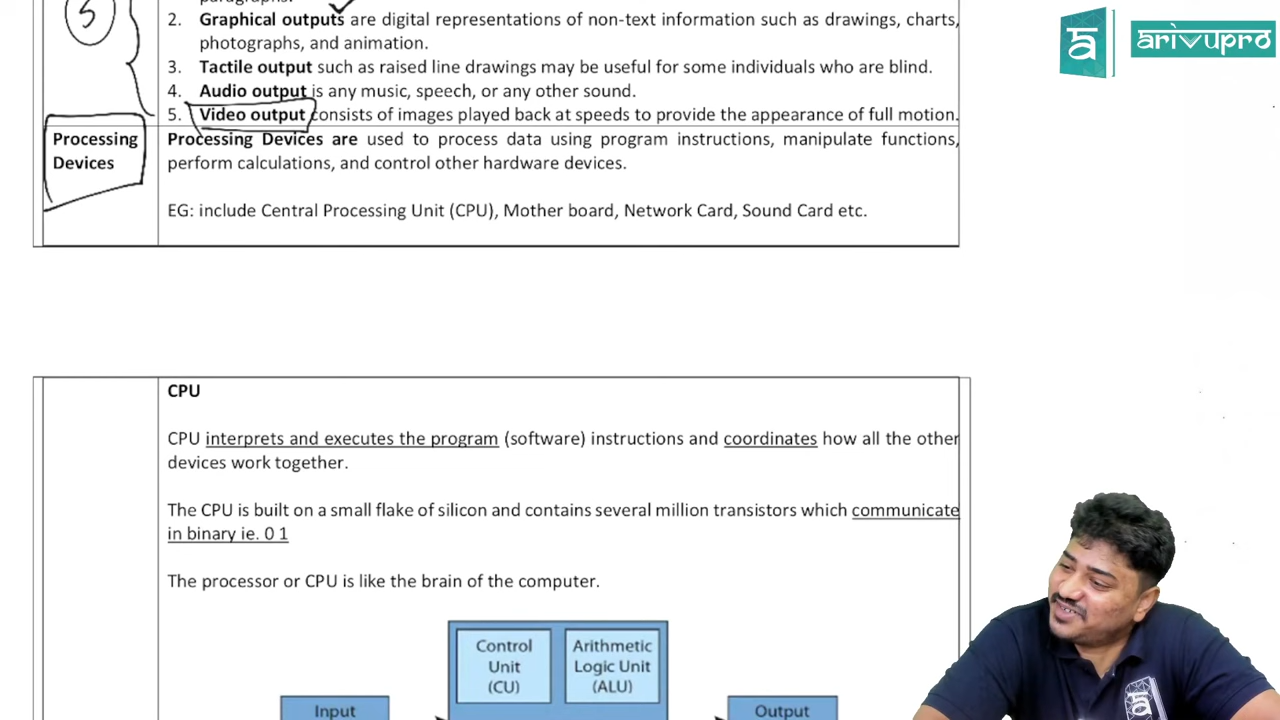 paragraphs.
5
2. Graphical outputs are digital representations of non-text information such as drawings, charts,
photographs, and animation.
3. Tactile output such as raised line drawings may be useful for some individuals who are blind.
4. Audio output is any music, speech, or any other sound.
5. Video output consists of images played back at speeds to provide the appearance of full motion.
Processing
Devices
Processing Devices are used to process data using program instructions, manipulate functions,
perform calculations, and control other hardware devices.
EG: include Central Processing Unit (CPU), Mother board, Network Card, Sound Card etc.
arivupro
CPU
CPU interprets and executes the program (software) instructions and coordinates how all the other
devices work together.
The CPU is built on a small flake of silicon and contains several million transistors which communicate
in binary ie. 0 1
The processor or CPU is like the brain of the computer.
Control
Unit
(CU)
Arithmetic
Logic Unit
(ALU)
Input
Output